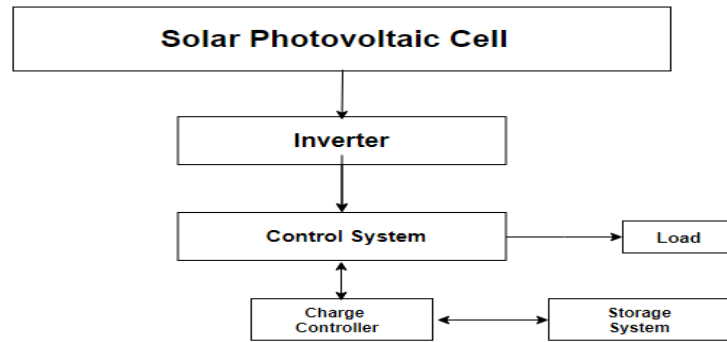 Solar Photovoltaic Cell
Inverter
Control System
Load
Charge
Controller
Storage
System